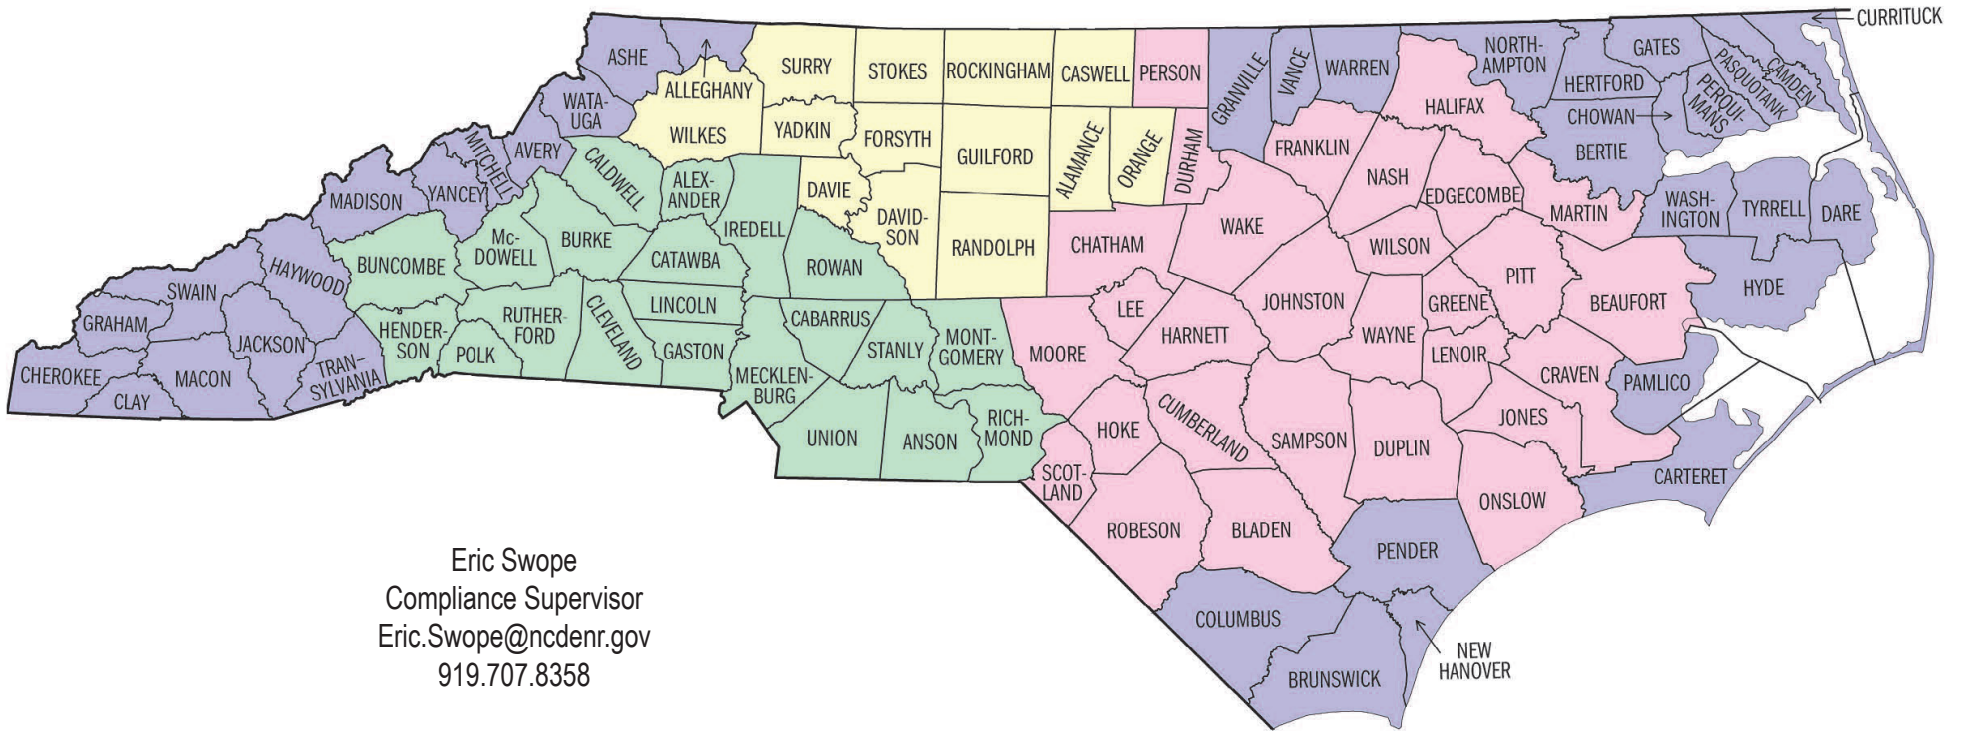 CURRITUCK
ASHE
ALLEGHANY
SURRY
STOKES
ROCKINGHAM
CASWELL
PERSON
GRANVILLE
VANCE
WARREN
NORTH-
AMPTON
GATES
HERTFORD
CHOWAN
PERQUI-
MANS
PASQUOTANK
CAMDEN
WATA-
UGA
WILKES
YADKIN
FORSYTH
GUILFORD
ALAMANCE
ORANGE
DURHAM
FRANKLIN
HALIFAX
BERTIE
MITCHELL
AVERY
CALDWELL
ALEX-
ANDER
DAVIE
NASH
EDGECOMBE
MARTIN
WASH-
INGTON
TYRRELL
DARE
MADISON
YANCEY
IREDELL
DAVID-
SON
RANDOLPH
CHATHAM
WAKE
WILSON
Mc-
DOWELL
BURKE
CATAWBA
ROWAN
PITT
BEAUFORT
HYDE
BUNCOMBE
HAYWOOD
SWAIN
GRAHAM
RUTHER-
FORD
CLEVELAND
LINCOLN
CABARRUS
LEE
JOHNSTON
GREENE
HENDER-
SON
POLK
GASTON
STANLY
MONT-
GOMERY
MOORE
HARNETT
WAYNE
LENOIR
JACKSON
CHEROKEE
MACON
TRAN-
SYLVANIA
CLAY
MECKLEN-
BURG
CRAVEN
PAMLICO
UNION
ANSON
RICH-
MOND
HOKE
CUMBERLAND
SAMPSON
DUPLIN
JONES
SCOT-
LAND
CARTERET
ROBESON
BLADEN
ONSLOW
PENDER
COLUMBUS
BRUNSWICK
NEW
HANOVER
Eric Swope
Compliance Supervisor
Eric.Swope@ncdenr.gov
919.707.8358